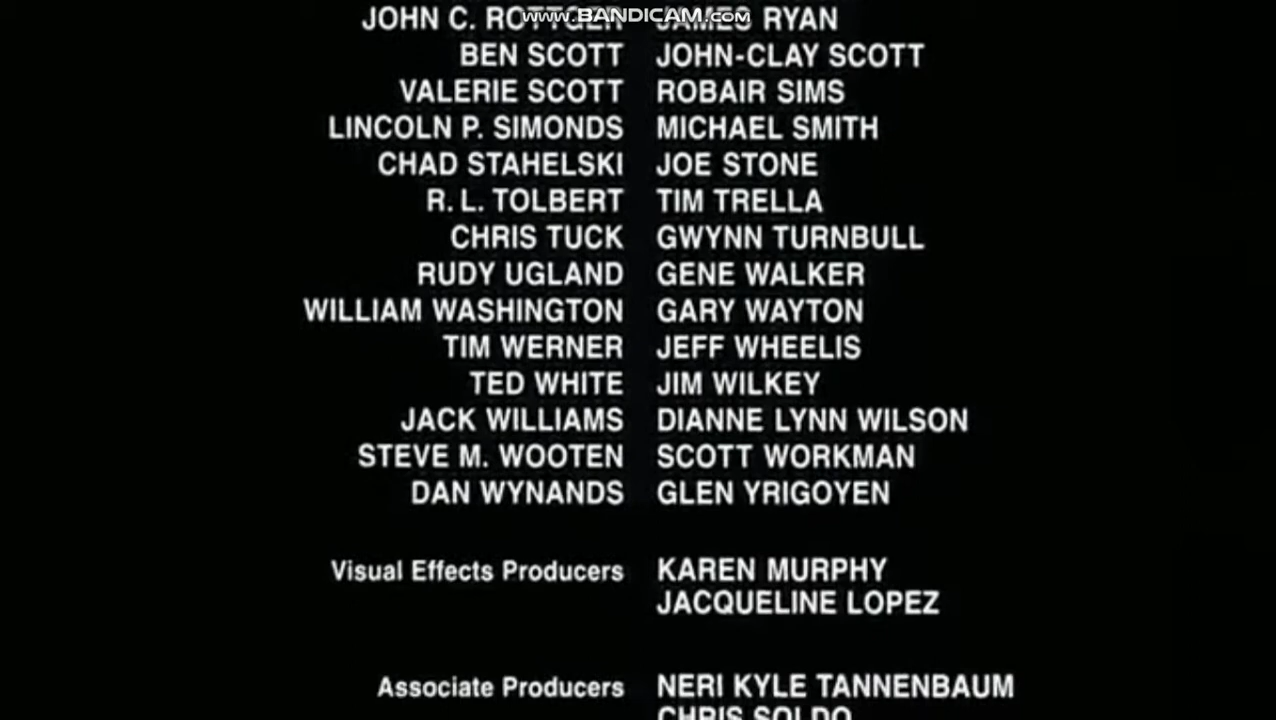 www.BANDICAM.com
JOHN C. ROTTGER JAMES RYAN
BEN SCOTT JOHN-CLAY SCOTT
VALERIE SCOTT ROBAIR SIMS
LINCOLN P. SIMONDS MICHAEL SMITH
CHAD STAHELSKI JOE STONE
R. L. TOLBERT TIM TRELLA
CHRIS TUCK GWYNN TURNBULL
RUDY UGLAND GENE WALKER
WILLIAM WASHINGTON GARY WAYTON
TIM WERNER JEFF WHEELIS
TED WHITE JIM WILKEY
JACK WILLIAMS DIANNE LYNN WILSON
STEVE M. WOOTEN SCOTT WORKMAN
DAN WYNANDS GLEN YRIGOYEN
Visual Effects Producers KAREN MURPHY
JACQUELINE LOPEZ
Associate Producers NERI KYLE TANNENBAUM
CHRIS SOLDO